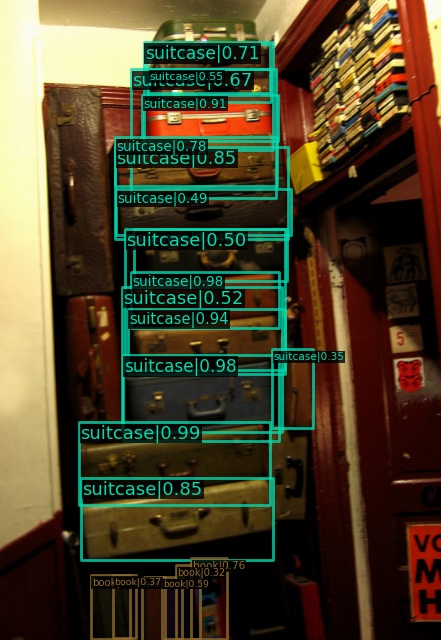 suitcase|0.71
suitcase|0.67
suitcase|0.55
suitcase|0.91
suitcase|0.78
suitcase|0.85
suitcase|0.49
suitcase|0.50
suitcase|0.98
suitcase|0.52
suitcase|0.94
suitcase|0.35
suitcase|0.98
suitcase|0.99
suitcase|0.85
book|0.76
book|0.32
book|0.37
book|0.59
5
VO
M
H